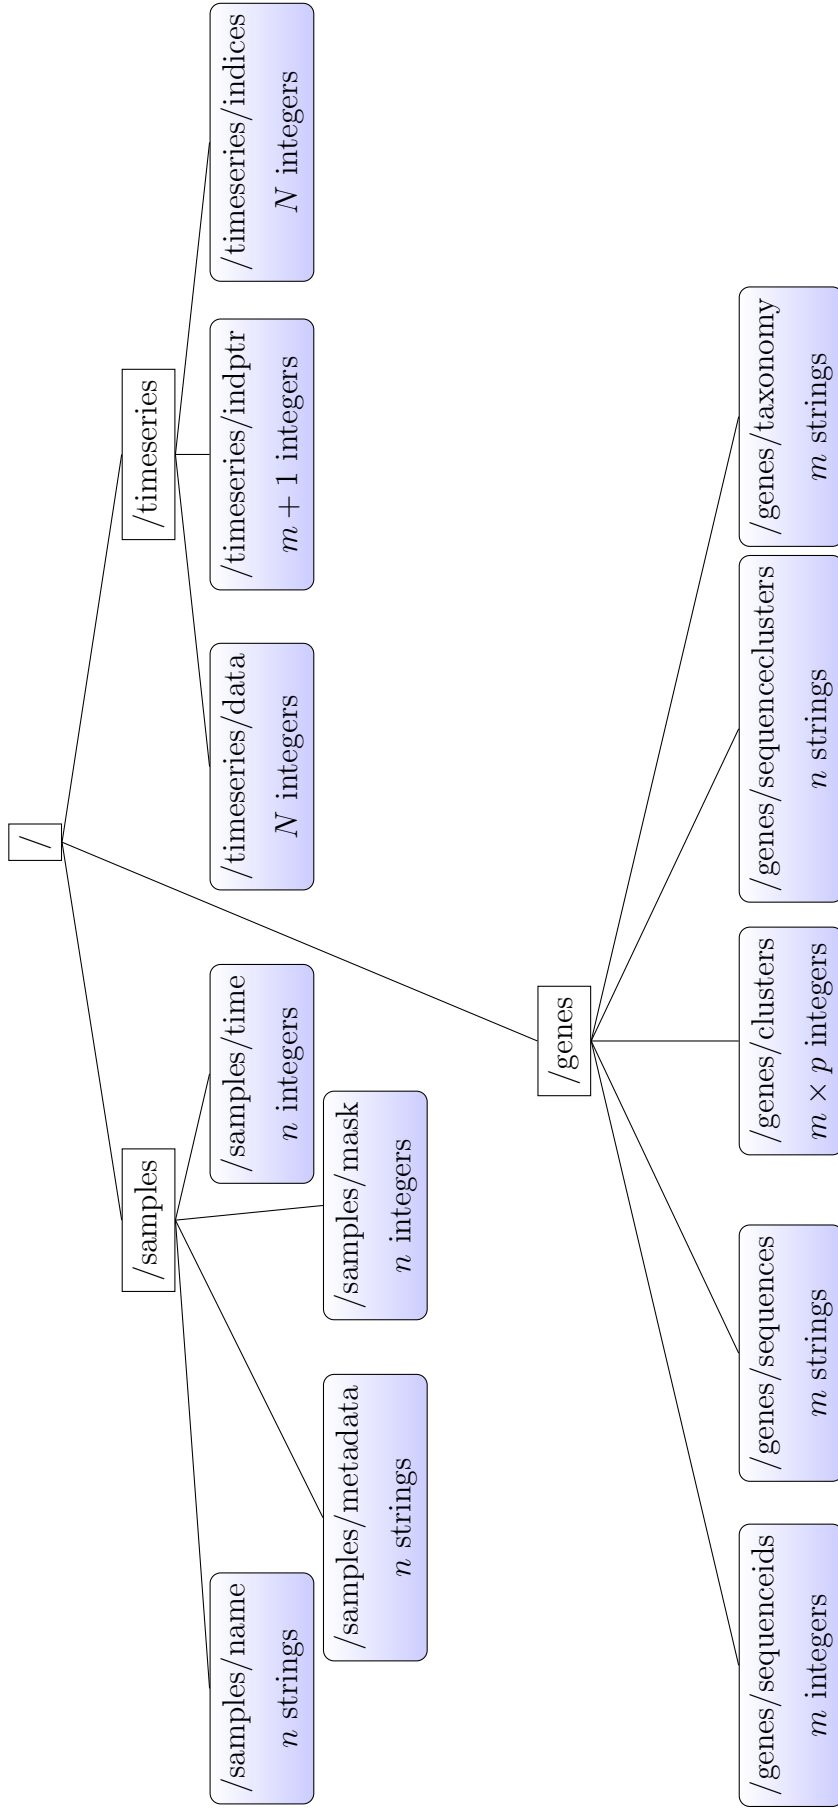 /
/samples
/timeseries
/samples/name
n strings
/samples/time
n integers
/timeseries/data
N integers
/timeseries/indptr
m + 1 integers
/timeseries/indices
N integers
/samples/metadata
n strings
/samples/mask
n integers
/genes
/genes/sequenceids
m integers
/genes/sequences
m strings
/genes/clusters
m × p integers
/genes/sequenceclusters
n strings
/genes/taxonomy
m strings